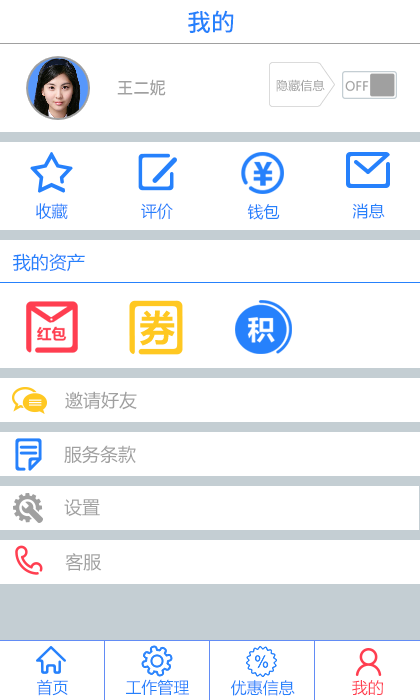 我的
王二妮
隐藏信息
OFF
收藏 评价 钱包 消息
我的资产
红包 券 积
邀请好友
服务条款
设置
客服
首页 工作管理 优惠信息 我的